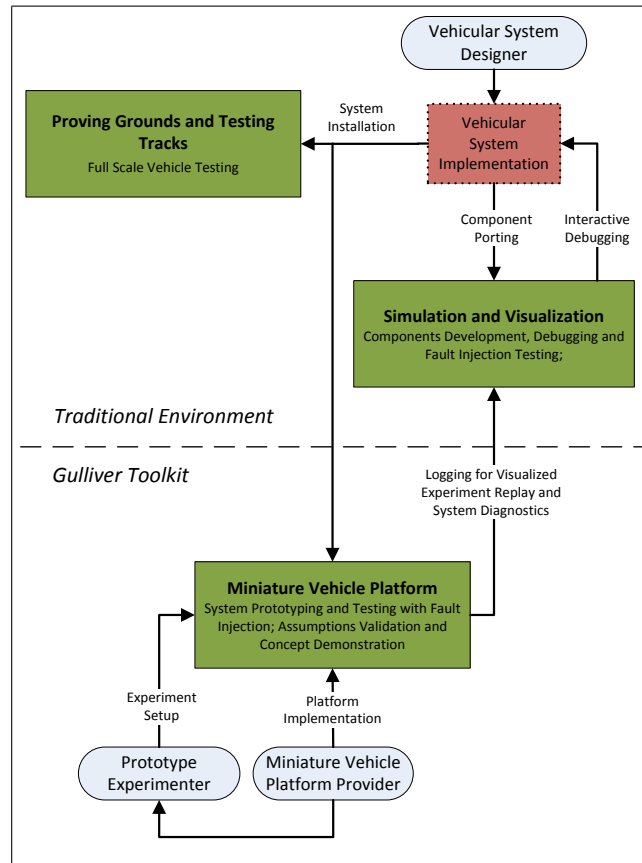 Vehicular System
Designer
System
Installation
Proving Grounds and Testing
Tracks
Full Scale Vehicle Testing
Vehicular
System
Implementation
Component
Porting
Interactive
Debugging
Simulation and Visualization
Components Development, Debugging and
Fault Injection Testing;
Traditional Environment
Gulliver Toolkit
Logging for Visualized
Experiment Replay and
System Diagnostics
Miniature Vehicle Platform
System Prototyping and Testing with Fault
Injection; Assumptions Validation and
Concept Demonstration
Experiment
Setup
Platform
Implementation
Prototype
Experimenter
Miniature Vehicle
Platform Provider